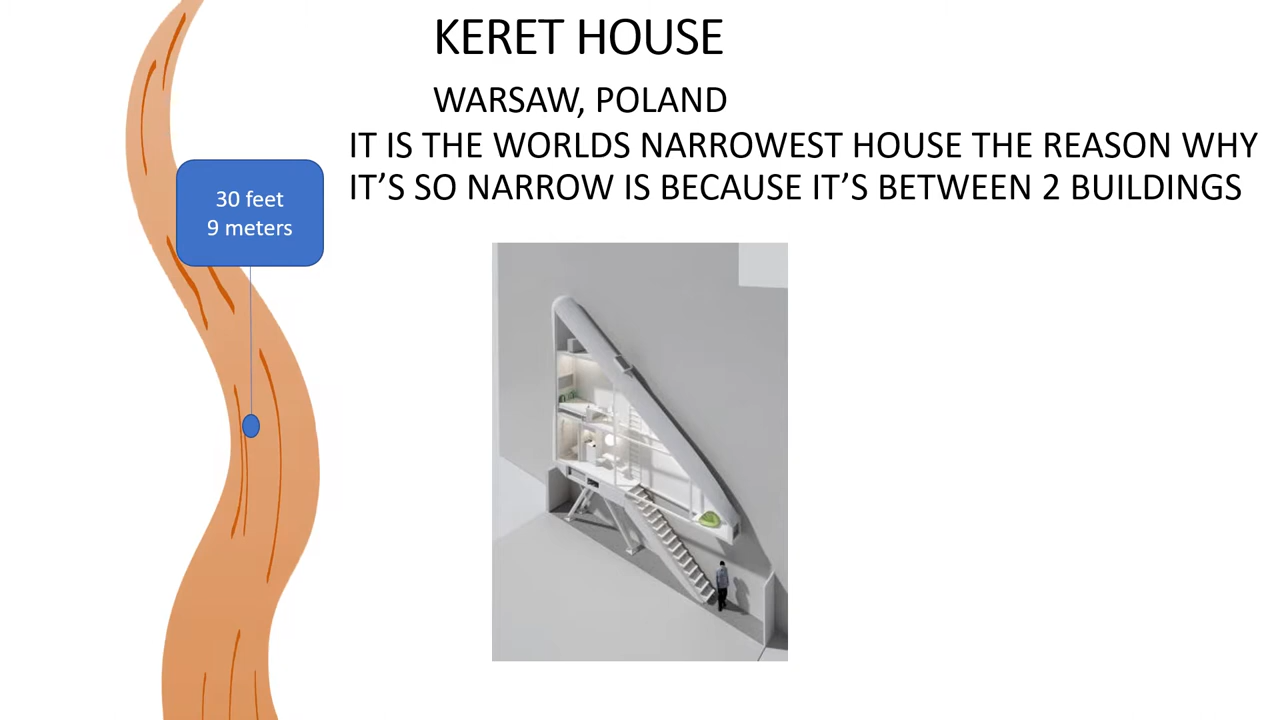 KERET HOUSE
WARSAW, POLAND
IT IS THE WORLDS NARROWEST HOUSE THE REASON WHY
IT’S SO NARROW IS BECAUSE IT’S BETWEEN 2 BUILDINGS
30 feet
9 meters